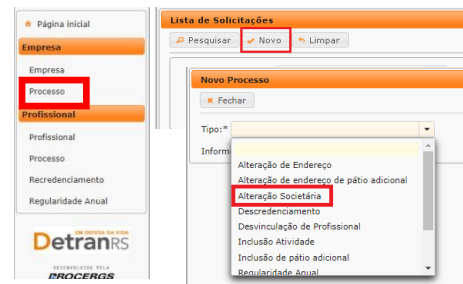 Página inicial
Empresa
Empresa
Processo
Profissional
Profissional
Processo
Recredenciamento
Regularidade Anual
EM DEFESA DA VIDA
DetranRS
DESENVOLVIDO PELA
PROCERGS
Lista de Solicitações
Pesquisar Novo Limpar
Novo Processo
Fechar
Tipo:*
Inform
Alteração de Endereço
Alteração de endereço de pátio adicional
Alteração Societária
Descredenciamento
Desvinculação de Profissional
Inclusão Atividade
Inclusão de pátio adicional
Regularidade Anual